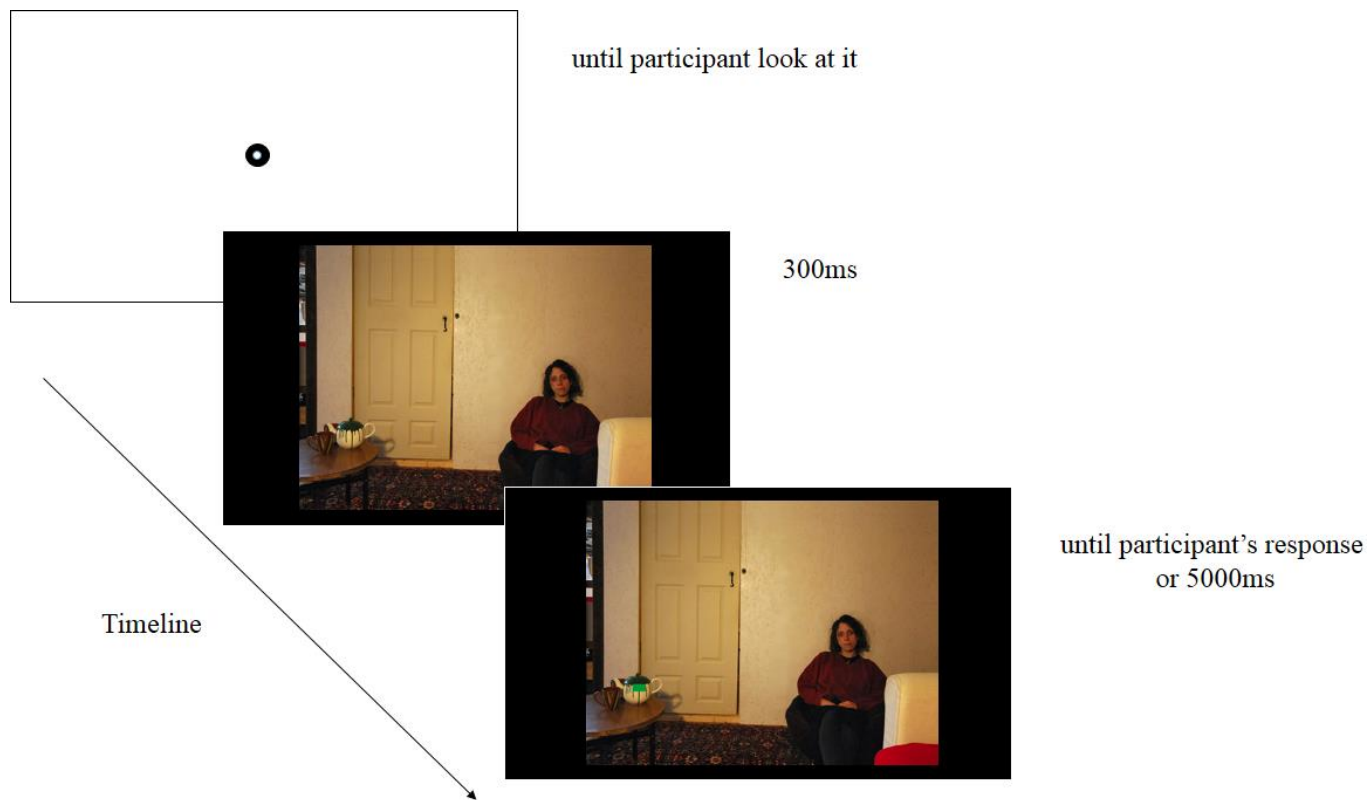 until participant look at it
300ms
until participant’s response
or 5000ms
Timeline